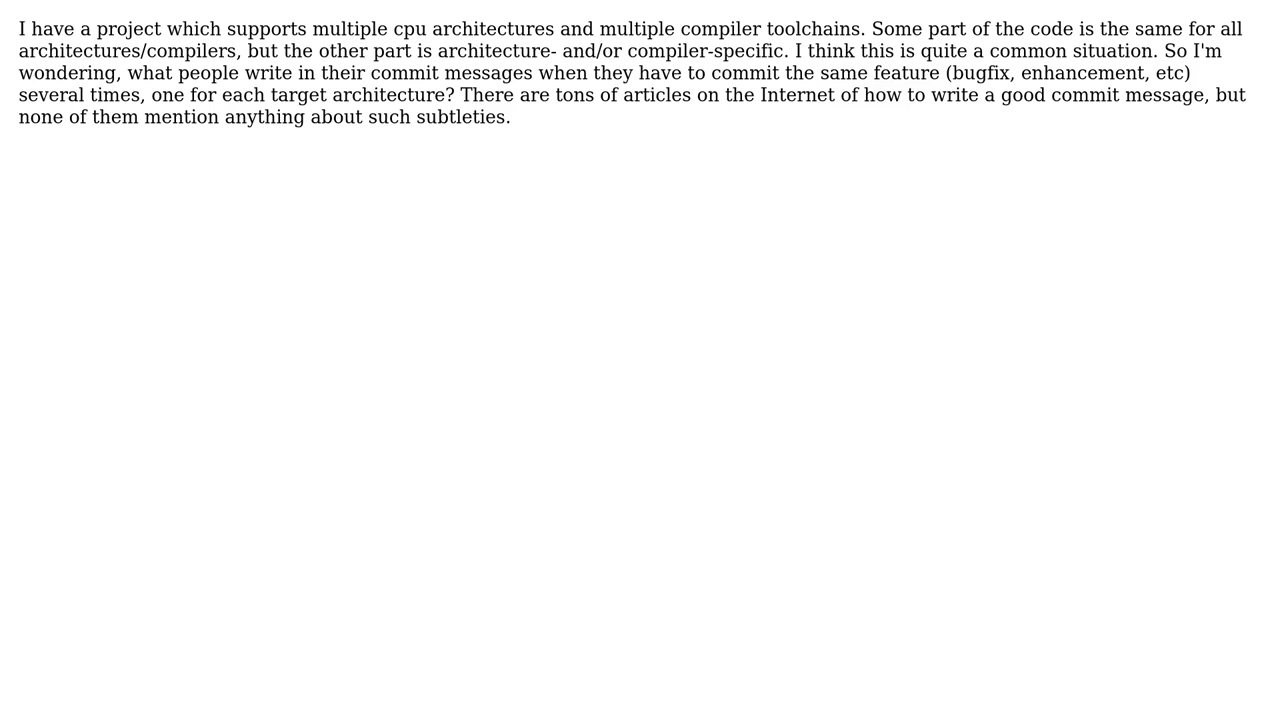 I have a project which supports multiple cpu architectures and multiple compiler toolchains. Some part of the code is the same for all
architectures/compilers, but the other part is architecture- and/or compiler-specific. I think this is quite a common situation. So I'm
wondering, what people write in their commit messages when they have to commit the same feature (bugfix, enhancement, etc)
several times, one for each target architecture? There are tons of articles on the Internet of how to write a good commit message, but
none of them mention anything about such subtleties.